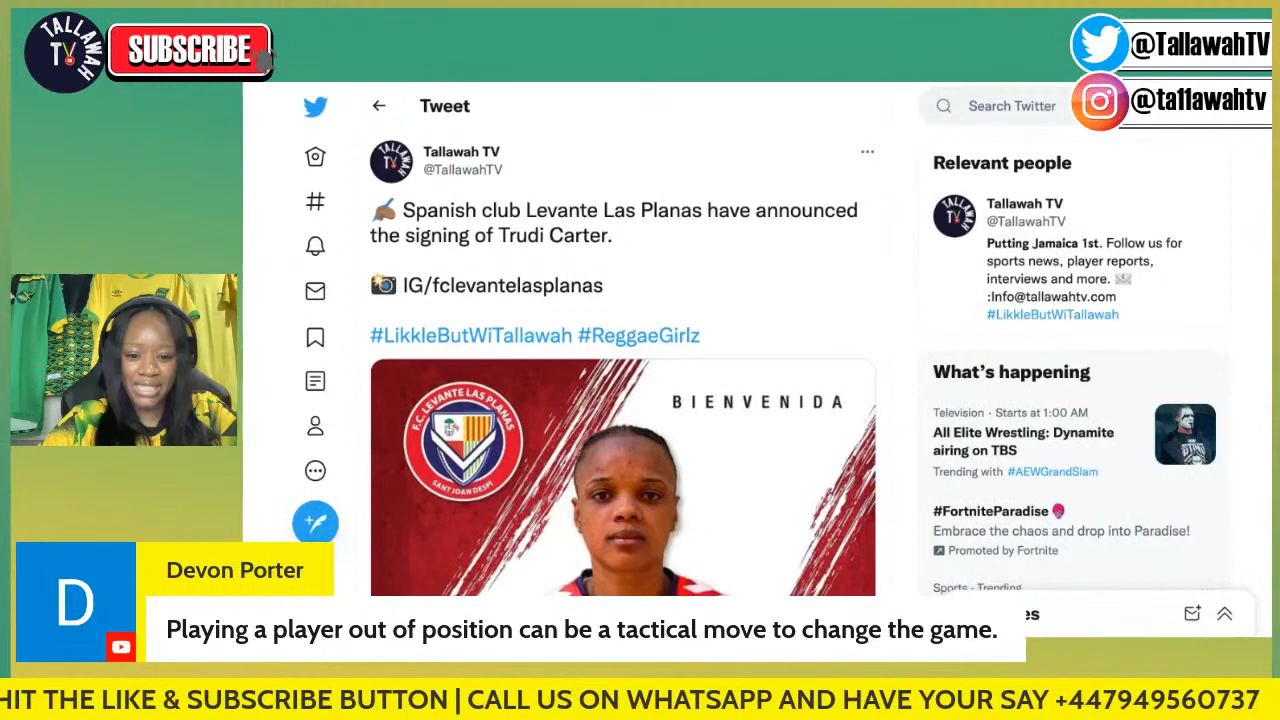 TALLAWAH TV
SUBSCRIBE
@TallawahTV
@ta11awahtv
Tweet
Search Twitter
Tallawah TV
@TallawahTV
Spanish club Levante Las Planas have announced
the signing of Trudi Carter.
IG/fclevantelasplanas
#LikkleButWiTallawah #ReggaeGirlz
F.C. LEVANTE LAS PLANAS
SANT JOAN DESPI
BIENVENIDA
Relevant people
Tallawah TV
@TallawahTV
Putting Jamaica 1st. Follow us for
sports news, player reports,
interviews and more.
:Info@tallawahtv.com
#LikkleButWiTallawah
What's happening
Television · Starts at 1:00 AM
All Elite Wrestling: Dynamite
airing on TBS
Trending with #AEWGrandSlam
#FortniteParadise
Embrace the chaos and drop into Paradise!
Promoted by Fortnite
Sports · Trending
es
D
Devon Porter
Playing a player out of position can be a tactical move to change the game.
HIT THE LIKE & SUBSCRIBE BUTTON | CALL US ON WHATSAPP AND HAVE YOUR SAY +447949560737